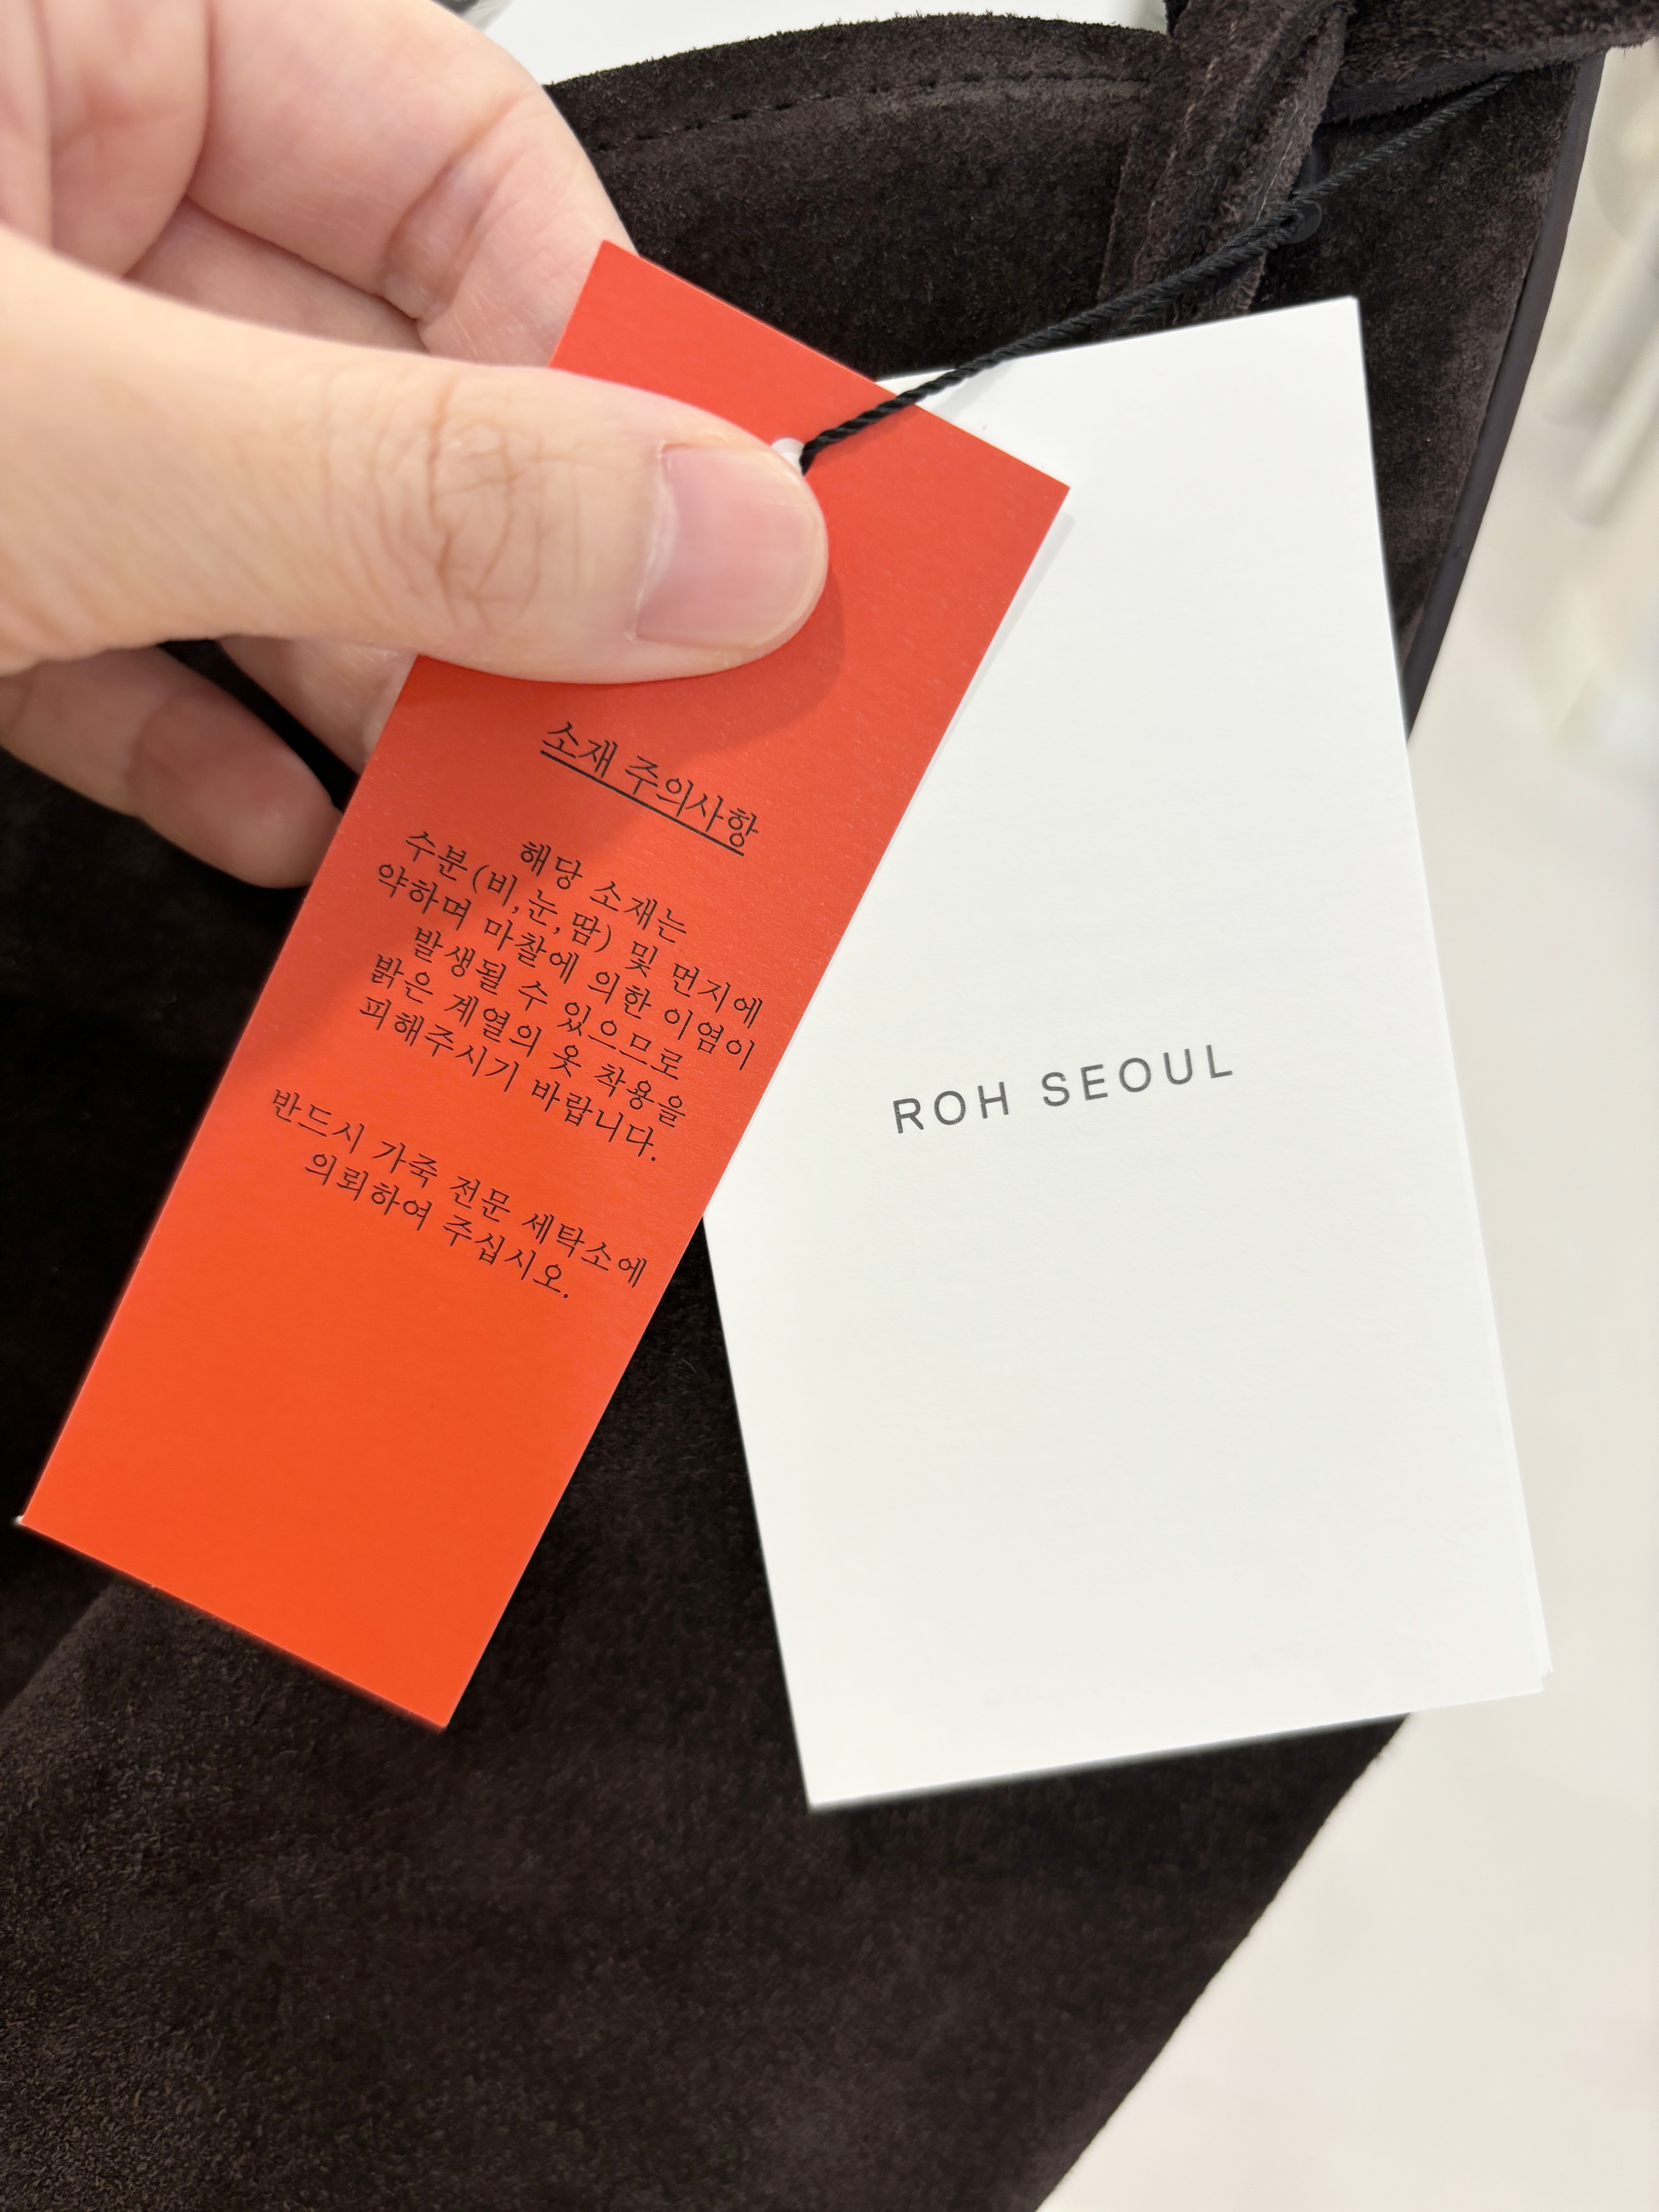 소재 주의사항
해당 소재는
수분(비,눈,땀) 및 먼지에
약하며 마찰에 의한 이염이
발생될 수 있으므로
밝은 계열의 옷 착용을
피해주시기 바랍니다.
반드시 가죽 전문 세탁소에
의뢰하여 주십시오.
ROH SEOUL